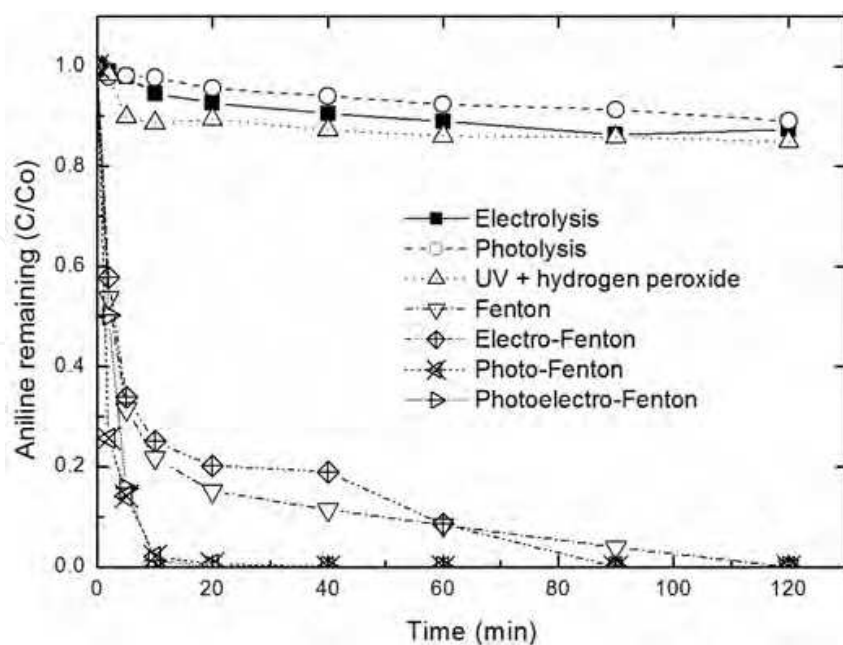 Aniline remaining (C/Co)
1.0
0.8
0.6
0.4
0.2
0.0
Electrolysis
Photolysis
UV + hydrogen peroxide
Fenton
Electro-Fenton
Photo-Fenton
Photoelectro-Fenton
0 20 40 60 80 100 120
Time (min)